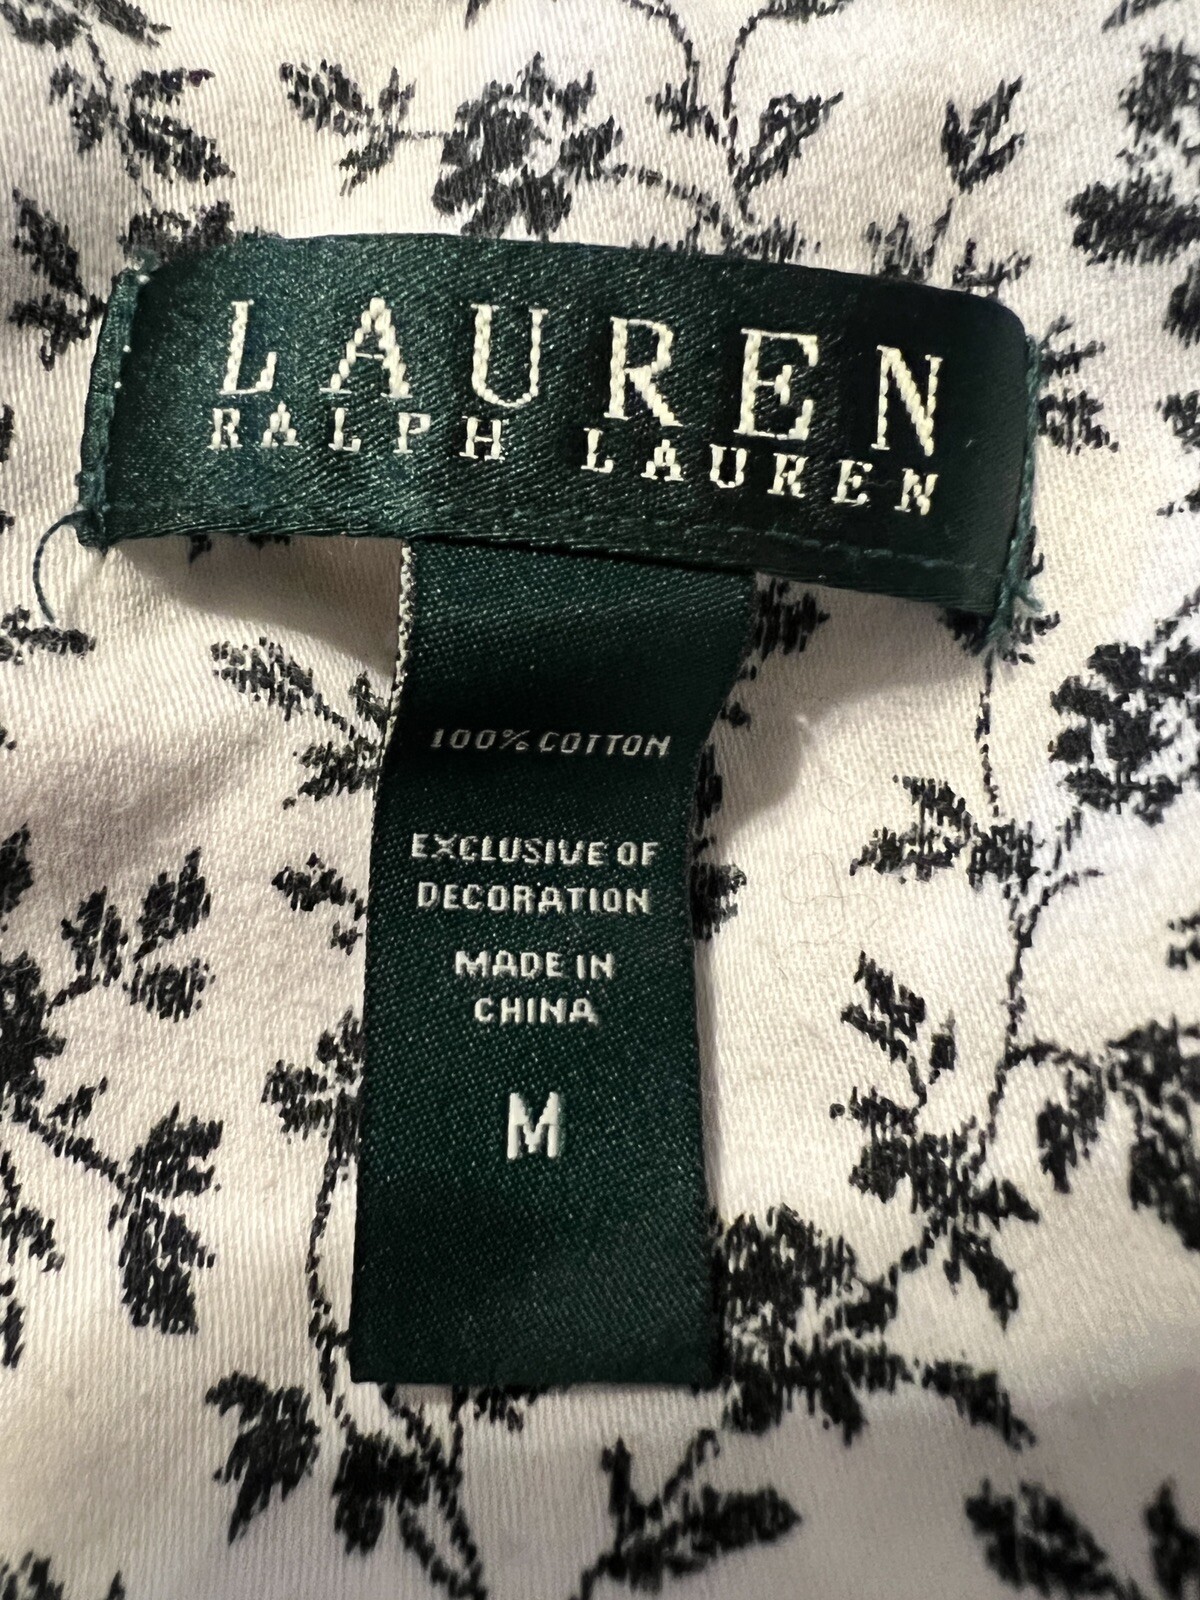 LAUREN
RALPH LAUREN
100% COTTON
EXCLUSIVE OF
DECORATION
MADE IN
CHINA
M